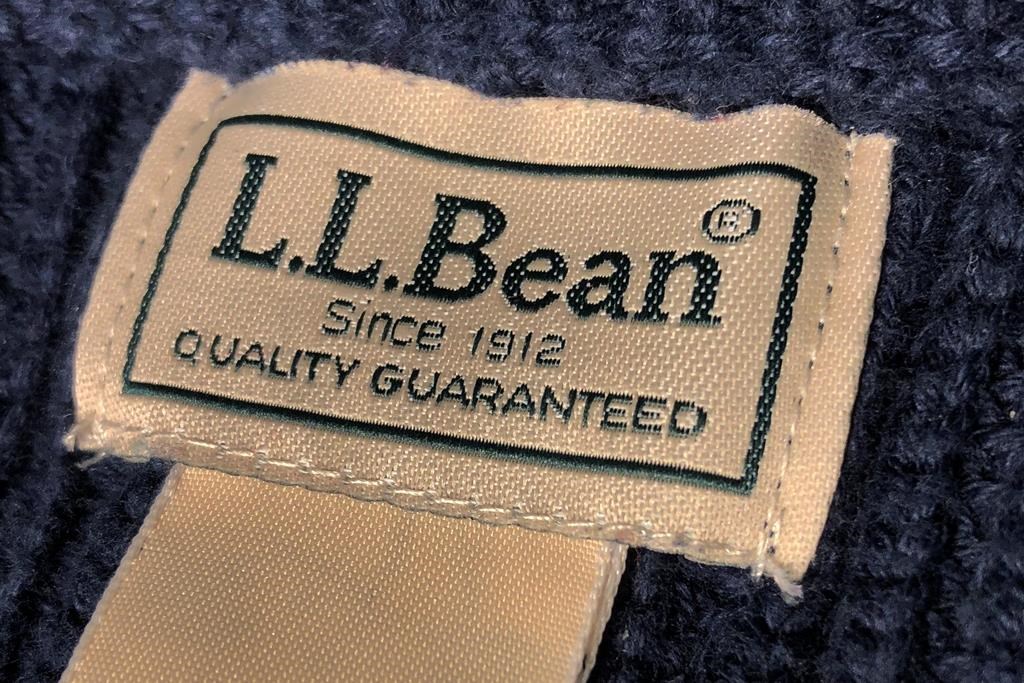 L.L.Bean®
Since 1912
QUALITY GUARANTEED